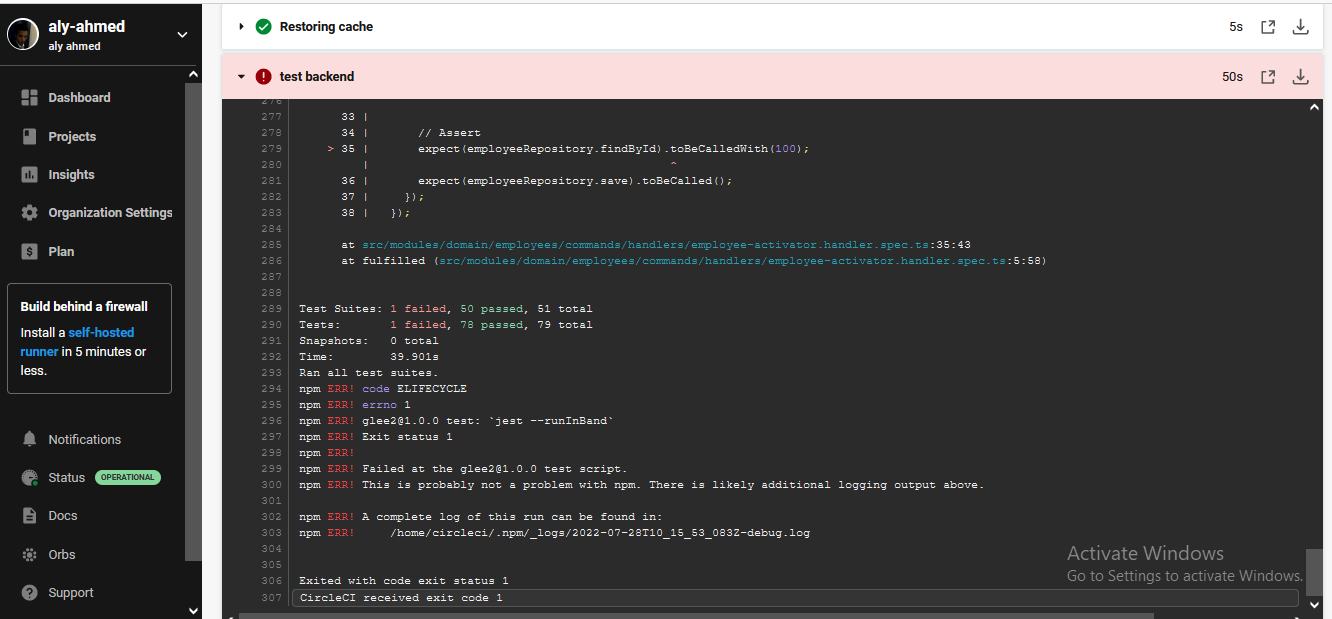 aly-ahmed
aly ahmed
Dashboard
Projects
Insights
Organization Settings
Plan
Build behind a firewall
Install a self-hosted
runner in 5 minutes or
less.
Notifications
Status OPERATIONAL
Docs
Orbs
Support
Restoring cache 5s
test backend 50s
276
277 33 |
278 34 | // Assert
279 > 35 | expect(employeeRepository.findById).toBeCalledWith(100);
280 | ^
281 36 | expect(employeeRepository.save).toBeCalled();
282 37 | });
283 38 | });
284
285 at src/modules/domain/employees/commands/handlers/employee-activator.handler.spec.ts:35:43
286 at fulfilled (src/modules/domain/employees/commands/handlers/employee-activator.handler.spec.ts:5:58)
287
288
289 Test Suites: 1 failed, 50 passed, 51 total
290 Tests: 1 failed, 78 passed, 79 total
291 Snapshots: 0 total
292 Time: 39.901s
293 Ran all test suites.
294 npm ERR! code ELIFECYCLE
295 npm ERR! errno 1
296 npm ERR! glee2@1.0.0 test: `jest --runInBand`
297 npm ERR! Exit status 1
298 npm ERR!
299 npm ERR! Failed at the glee2@1.0.0 test script.
300 npm ERR! This is probably not a problem with npm. There is likely additional logging output above.
301
302 npm ERR! A complete log of this run can be found in:
303 npm ERR! /home/circleci/.npm/_logs/2022-07-28T10_15_53_083Z-debug.log
304
305
306 Exited with code exit status 1
307 CircleCI received exit code 1
Activate Windows
Go to Settings to activate Windows.